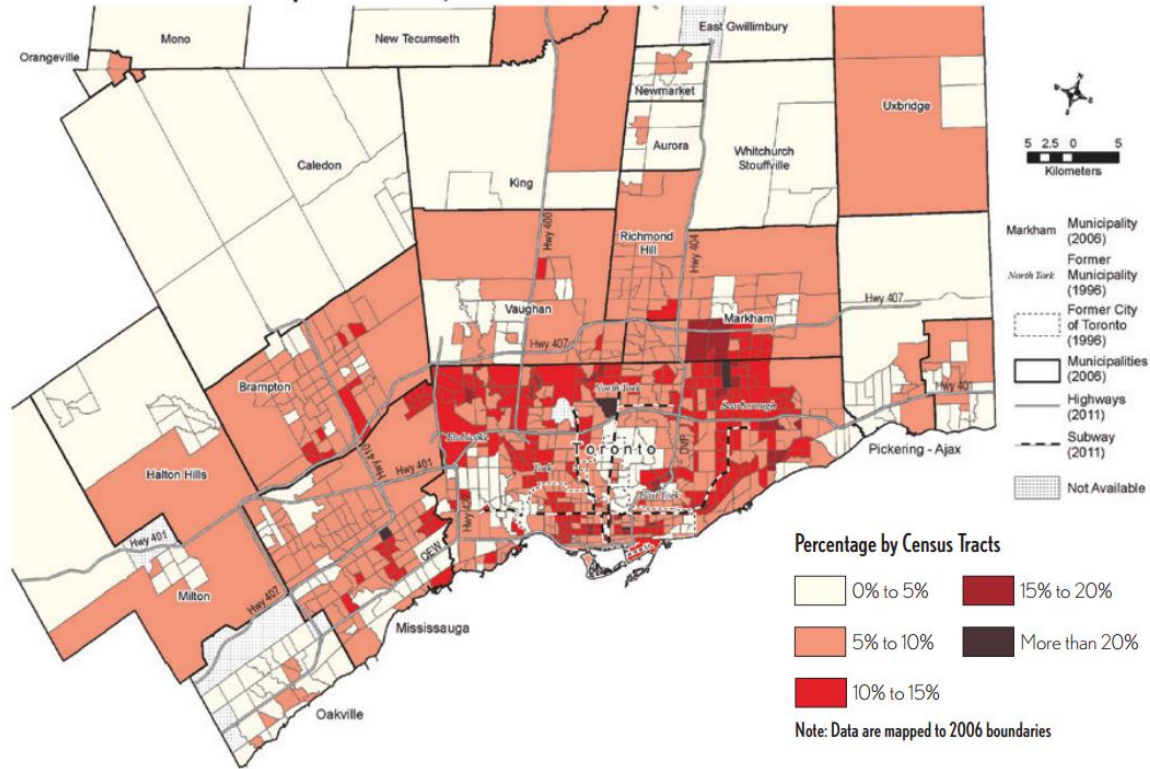 East Gwillimbury
Mono
New Tecumseth
Orangeville
Newmarket
Uxbridge
Aurora
Whitchurch
Stouffville
Caledon
King
Hwy 400
Hwy 404
Richmond
Hill
Vaughan
Markham
Hwy 407
Hwy 407
Brampton
North York
Scarborough
Hwy 401
Etobicoke
Toronto
DVP
York
East York
Pickering - Ajax
Hwy 410
Hwy 401
Halton Hills
Hwy 401
QEW
Milton
Hwy 407
Mississauga
Oakville
N
E
S
W
5 2.5 0 5
Kilometers
Markham Municipality
(2006)
North York Former
Municipality
(1996)
Former City
of Toronto
(1996)
Municipalities
(2006)
Highways
(2011)
Subway
(2011)
Not Available
Percentage by Census Tracts
0% to 5% 15% to 20%
5% to 10% More than 20%
10% to 15%
Note: Data are mapped to 2006 boundaries